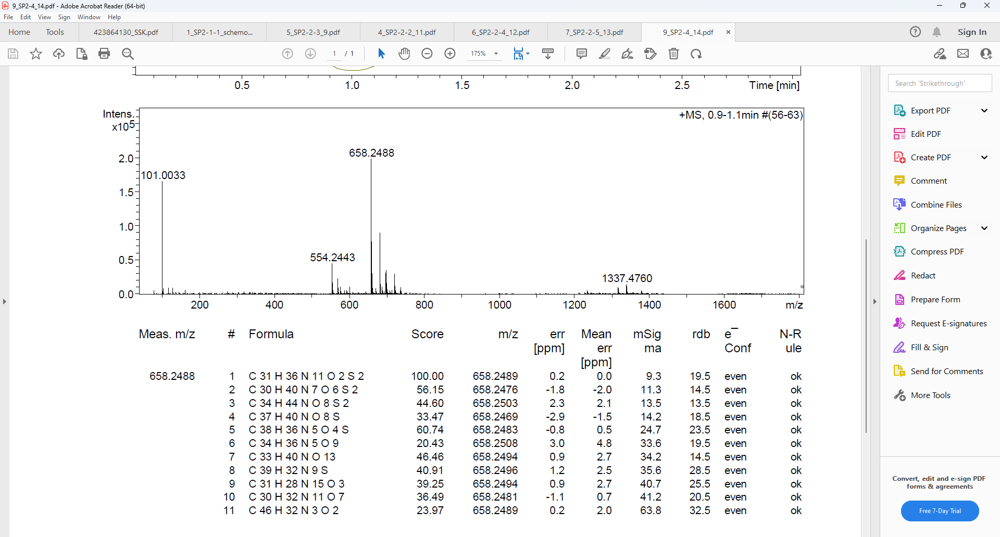 9_SP2-4_14.pdf - Adobe Acrobat Reader (64-bit)
File Edit View Sign Window Help
Home Tools 423864130_SSK.pdf 1_SP2-1-1_schemo... 5_SP2-2-3_9.pdf 4_SP2-2-2_11.pdf 6_SP2-2-4_12.pdf 7_SP2-2-5_13.pdf 9_SP2-4_14.pdf Sign In
1 / 1 175%
0.5 1.0 1.5 2.0 2.5 Time [min]
Intens.
x105
+MS, 0.9-1.1min #(56-63)
2.0
1.5
1.0
0.5
0.0
658.2488
101.0033
554.2443
1337.4760
200 400 600 800 1000 1200 1400 1600 m/z
Meas. m/z # Formula Score m/z err [ppm] Mean err [ppm] mSig ma rdb e¯ Conf N-R ule
658.2488 1 C 31 H 36 N 11 O 2 S 2 100.00 658.2489 0.2 0.0 9.3 19.5 even ok
2 C 30 H 40 N 7 O 6 S 2 56.15 658.2476 -1.8 -2.0 11.3 14.5 even ok
3 C 34 H 44 N O 8 S 2 44.60 658.2503 2.3 2.1 13.5 13.5 even ok
4 C 37 H 40 N O 8 S 33.47 658.2469 -2.9 -1.5 14.2 18.5 even ok
5 C 38 H 36 N 5 O 4 S 60.74 658.2483 -0.8 0.5 24.7 23.5 even ok
6 C 34 H 36 N 5 O 9 20.43 658.2508 3.0 4.8 33.6 19.5 even ok
7 C 33 H 40 N O 13 46.46 658.2494 0.9 2.7 34.2 14.5 even ok
8 C 39 H 32 N 9 S 40.91 658.2496 1.2 2.5 35.6 28.5 even ok
9 C 31 H 28 N 15 O 3 39.25 658.2494 0.9 2.7 40.7 25.5 even ok
10 C 30 H 32 N 11 O 7 36.49 658.2481 -1.1 0.7 41.2 20.5 even ok
11 C 46 H 32 N 3 O 2 23.97 658.2489 0.2 2.0 63.8 32.5 even ok
Search 'Strikethrough'
Export PDF
Edit PDF
Create PDF
Comment
Combine Files
Organize Pages
Compress PDF
Redact
Prepare Form
Request E-signatures
Fill & Sign
Send for Comments
More Tools
Convert, edit and e-sign PDF
forms & agreements
Free 7-Day Trial